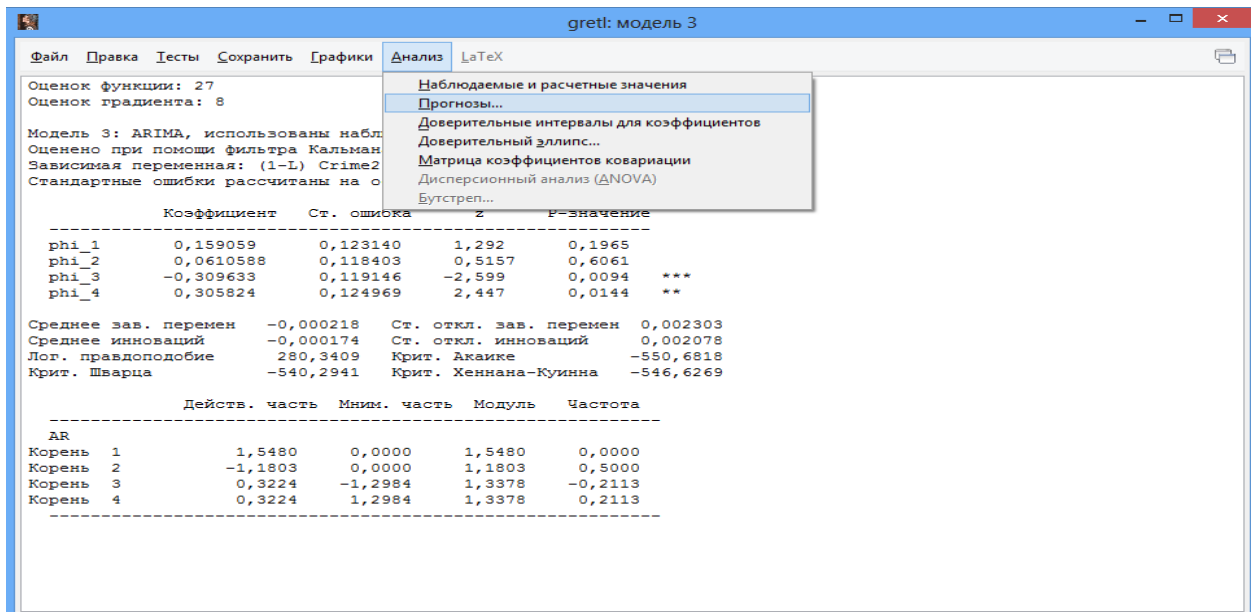 gretl: модель 3
Файл Правка Тесты Сохранить Графики Анализ LaTeX
Наблюдаемые и расчетные значения
Прогнозы...
Доверительные интервалы для коэффициентов
Доверительный эллипс...
Матрица коэффициентов ковариации
Дисперсионный анализ (ANOVA)
Бутстреп...
Оценок функции: 27
Оценок градиента: 8
Модель 3: ARIMA, использованы
Оценено при помощи фильтра Кальман
Зависимая переменная: (1-L) Crime2
Стандартные ошибки рассчитаны на
Коэффициент Ст. ошибка z P-значение
phi_1 0,159059 0,123140 1,292 0,1965
phi_2 0,0610588 0,118403 0,5157 0,6061
phi_3 -0,309633 0,119146 -2,599 0,0094 ***
phi_4 0,305824 0,124969 2,447 0,0144 **
Среднее зав. перемен -0,000218 Ст. откл. зав. перемен 0,002303
Среднее инноваций -0,000174 Ст. откл. инноваций 0,002078
Лог. правдоподобие 280,3409 Крит. Акаике -550,6818
Крит. Шварца -540,2941 Крит. Хеннана-Куинна -546,6269
Действ. часть Мним. часть Модуль Частота
AR
Корень 1 1,5480 0,0000 1,5480 0,0000
Корень 2 -1,1803 0,0000 1,1803 0,5000
Корень 3 0,3224 -1,2984 1,3378 -0,2113
Корень 4 0,3224 1,2984 1,3378 0,2113